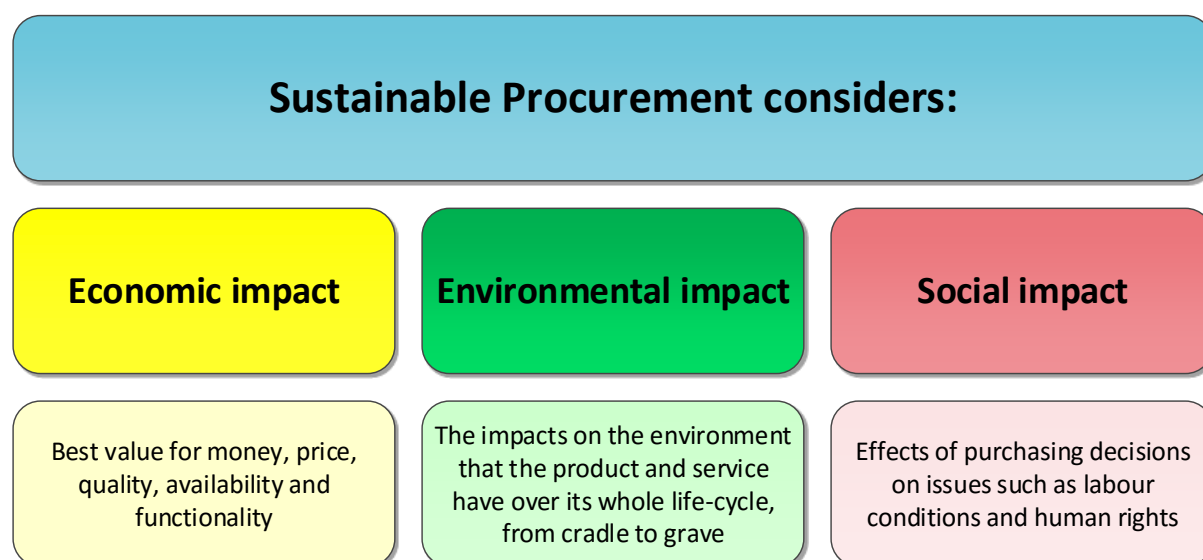 Sustainable Procurement considers:
Economic impact
Environmental impact
Social impact
Best value for money, price,
quality, availability and
functionality
The impacts on the environment
that the product and service
have over its whole life-cycle,
from cradle to grave
Effects of purchasing decisions
on issues such as labour
conditions and human rights